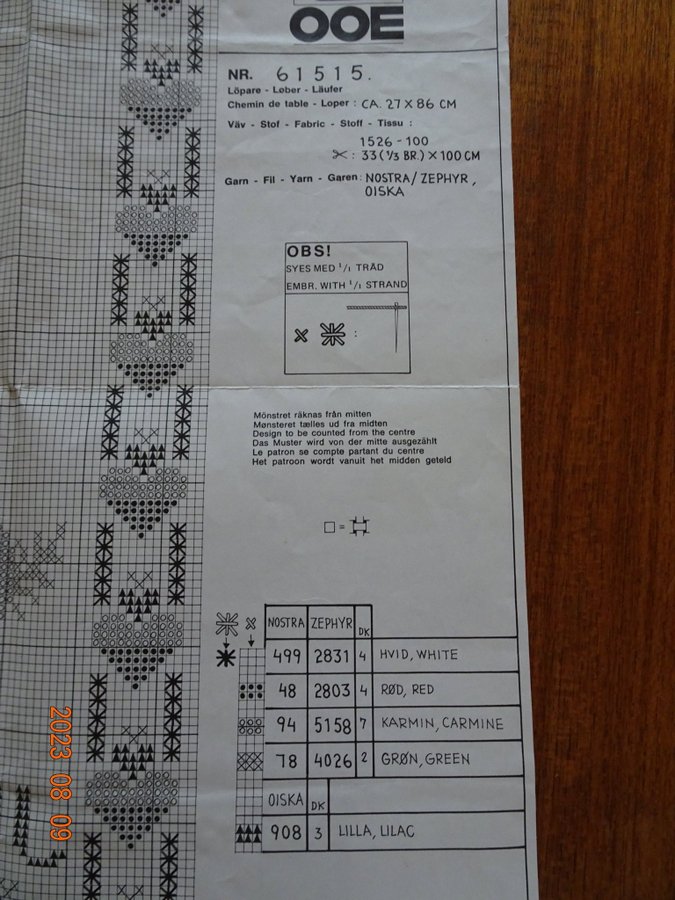 OOE
NR. 61515.
Löpare - Løber - Läufer
Chemin de table - Loper : CA. 27 X 86 CM
Väv - Stof - Fabric - Stoff - Tissu :
1526-100
✂ : 33 (⅓ BR.) X 100 CM
Garn - Fil - Yarn - Garen: NOSTRA/ZEPHYR,
OISKA
OBS!
SYES MED 1/1 TRÅD
EMBR. WITH 1/1 STRAND
:
Mönstret räknas från mitten
Mønsteret tælles ud fra midten
Design to be counted from the centre
Das Muster wird von der mitte ausgezählt
Le patron se compte partant du centre
Het patroon wordt vanuit het midden geteld
=
NOSTRA ZEPHYR DK
499 2831 4 HVID, WHITE
48 2803 4 RØD, RED
94 5158 7 KARMIN, CARMINE
78 4026 2 GRØN, GREEN
OISKA DK
908 3 LILLA, LILAC
2023 08 09